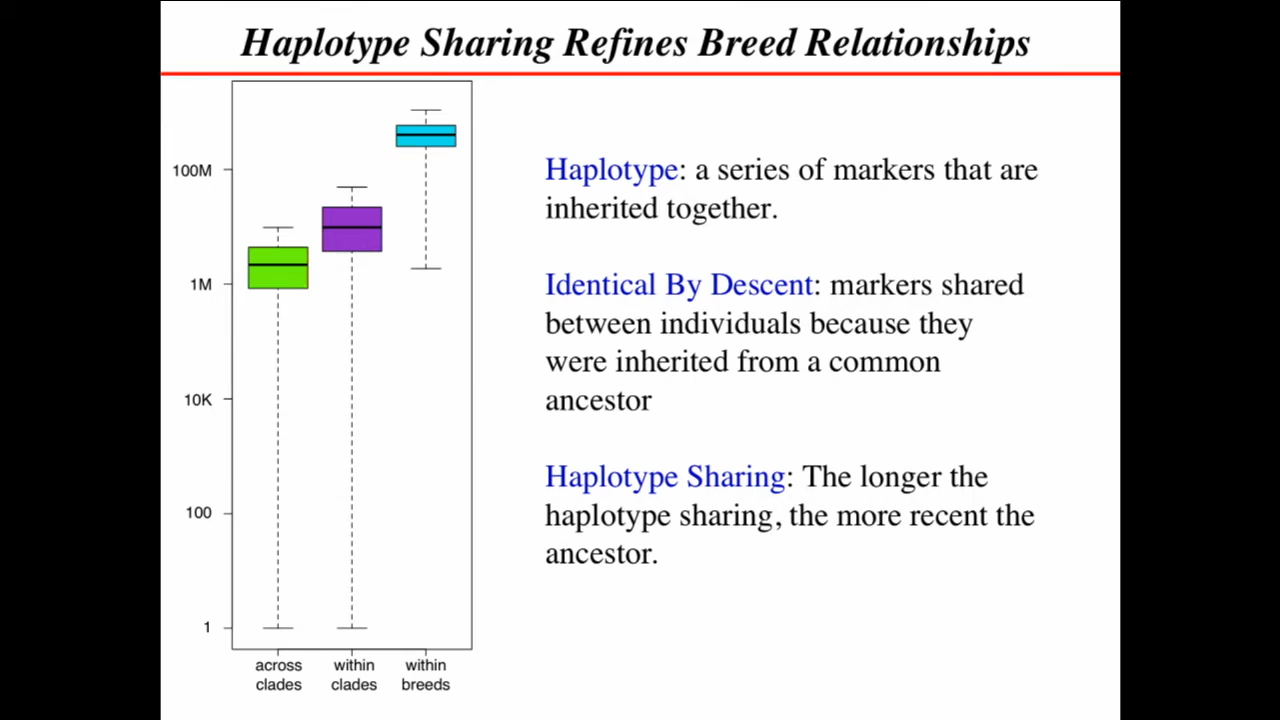 Haplotype Sharing Refines Breed Relationships
100M
1M
10K
100
1
across
clades
within
clades
within
breeds
Haplotype: a series of markers that are
inherited together.
Identical By Descent: markers shared
between individuals because they
were inherited from a common
ancestor
Haplotype Sharing: The longer the
haplotype sharing, the more recent the
ancestor.